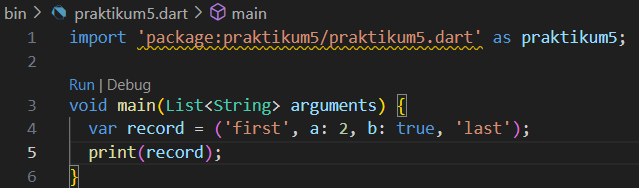 bin > praktikum5.dart > main
1 import 'package:praktikum5/praktikum5.dart' as praktikum5;
2
Run | Debug
3 void main(List<String> arguments) {
4   var record = ('first', a: 2, b: true, 'last');
5   print(record);
6 }